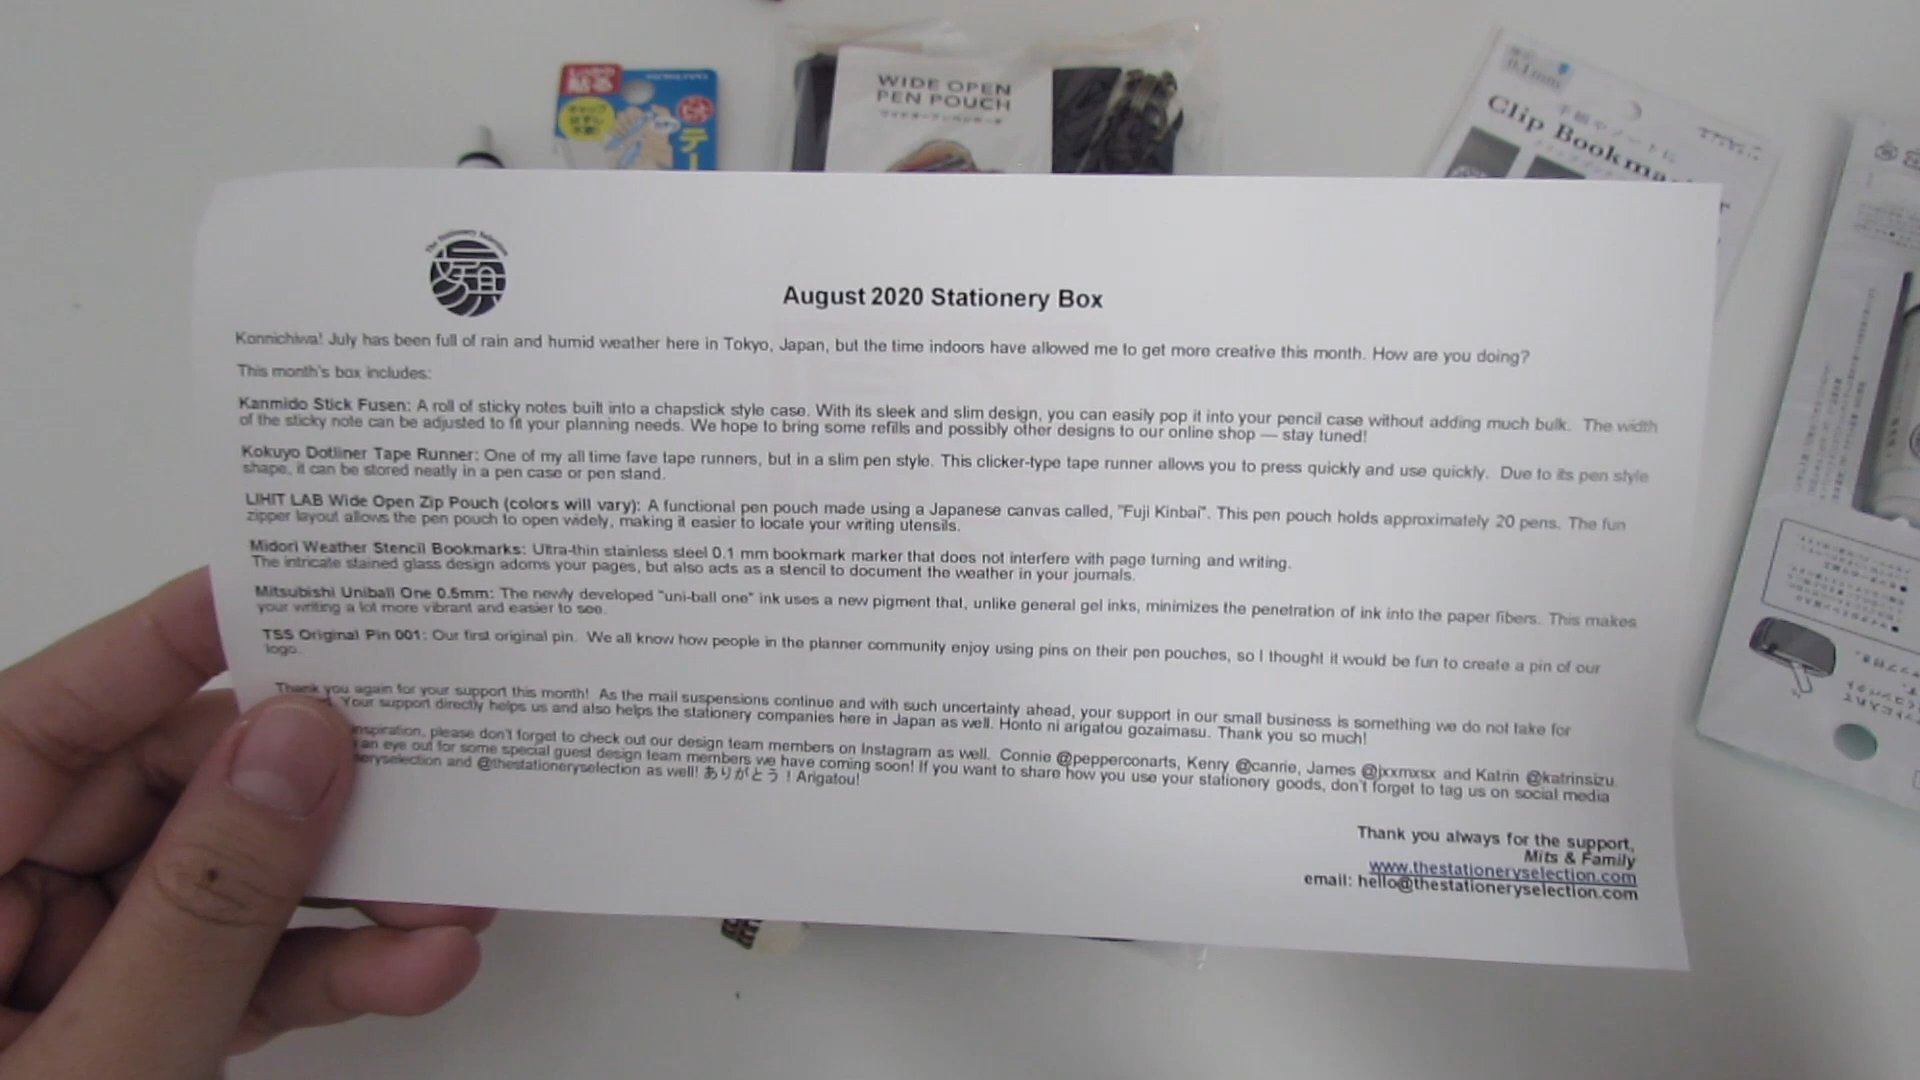 WIDE OPEN
PEN POUCH
貼る
0.1mm
手帳やノートに
Clip Bookma
The Stationery Selection
August 2020 Stationery Box
Konnichiwa! July has been full of rain and humid weather here in Tokyo, Japan, but the time indoors have allowed me to get more creative this month. How are you doing?
This month's box includes:
Kanmido Stick Fusen: A roll of sticky notes built into a chapstick style case. With its sleek and slim design, you can easily pop it into your pencil case without adding much bulk. The width
of the sticky note can be adjusted to fit your planning needs. We hope to bring some refills and possibly other designs to our online shop — stay tuned!
Kokuyo Dotliner Tape Runner: One of my all time fave tape runners, but in a slim pen style. This clicker-type tape runner allows you to press quickly and use quickly. Due to its pen style
shape, it can be stored neatly in a pen case or pen stand.
LIHIT LAB Wide Open Zip Pouch (colors will vary): A functional pen pouch made using a Japanese canvas called, "Fuji Kinbai". This pen pouch holds approximately 20 pens. The fun
zipper layout allows the pen pouch to open widely, making it easier to locate your writing utensils.
Midori Weather Stencil Bookmarks: Ultra-thin stainless steel 0.1 mm bookmark marker that does not interfere with page turning and writing.
The intricate stained glass design adorns your pages, but also acts as a stencil to document the weather in your journals.
Mitsubishi Uniball One 0.5mm: The newly developed "uni-ball one" ink uses a new pigment that, unlike general gel inks, minimizes the penetration of ink into the paper fibers. This makes
your writing a lot more vibrant and easier to see.
TSS Original Pin 001: Our first original pin. We all know how people in the planner community enjoy using pins on their pen pouches, so I thought it would be fun to create a pin of our
logo.
Thank you again for your support this month! As the mail suspensions continue and with such uncertainty ahead, your support in our small business is something we do not take for
Your support directly helps us and also helps the stationery companies here in Japan as well. Honto ni arigatou gozaimasu. Thank you so much!
inspiration, please don't forget to check out our design team members on Instagram as well. Connie @pepperconarts, Kenry @canrie, James @jxxmxsx and Katrin @katrinsizu.
an eye out for some special guest design team members we have coming soon! If you want to share how you use your stationery goods, don't forget to tag us on social media
neryselection and @thestationeryselection as well! ありがとう！Arigatou!
Thank you always for the support,
Mits & Family
www.thestationeryselection.com
email: hello@thestationeryselection.com